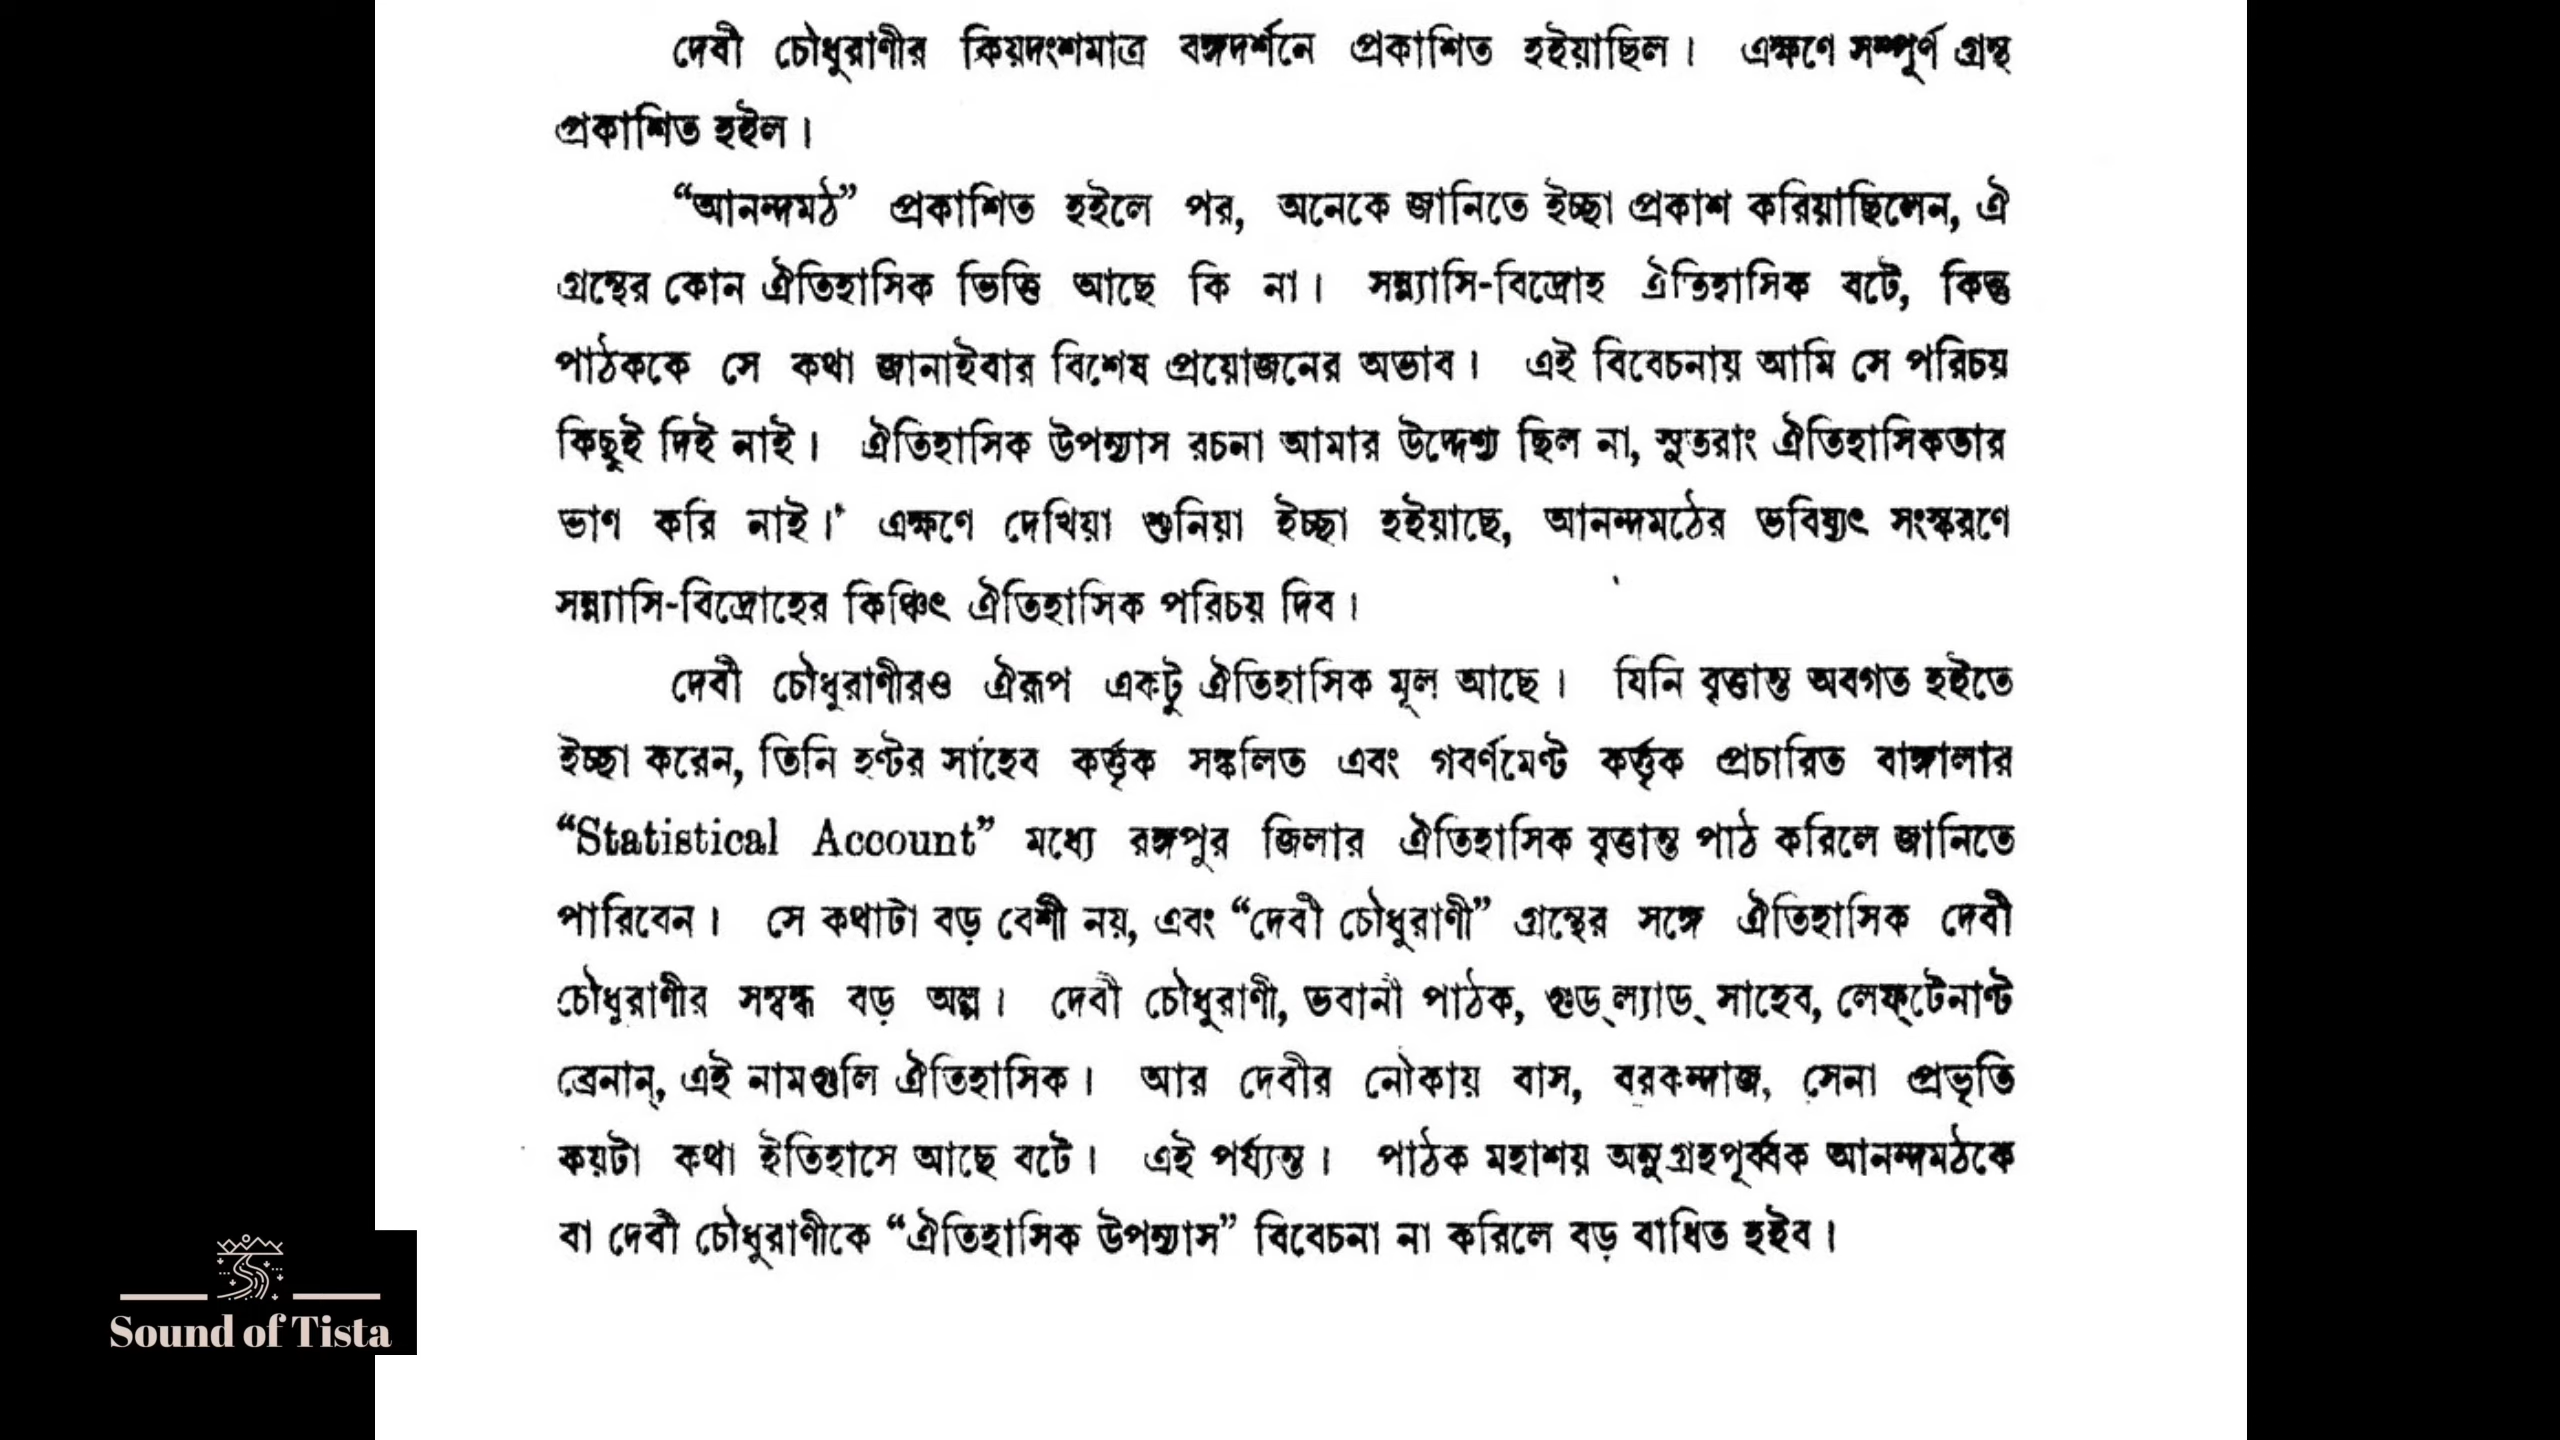 দেবী চৌধুরাণীর কিয়দংশমাত্র বঙ্গদর্শনে প্রকাশিত হইয়াছিল। এক্ষণে সম্পূর্ণ গ্রন্থ
প্রকাশিত হইল।
“আনন্দমঠ” প্রকাশিত হইলে পর, অনেকে জানিতে ইচ্ছা প্রকাশ করিয়াছিলেন, ঐ
গ্রন্থের কোন ঐতিহাসিক ভিত্তি আছে কি না। সন্ন্যাসি-বিদ্রোহ ঐতিহাসিক বটে, কিন্তু
পাঠককে সে কথা জানাইবার বিশেষ প্রয়োজনের অভাব। এই বিবেচনায় আমি সে পরিচয়
কিছুই দিই নাই। ঐতিহাসিক উপন্যাস রচনা আমার উদ্দেশ্য ছিল না, সুতরাং ঐতিহাসিকতার
ভাণ করি নাই। এক্ষণে দেখিয়া শুনিয়া ইচ্ছা হইয়াছে, আনন্দমঠের ভবিষ্যৎ সংস্করণে
সন্ন্যাসি-বিদ্রোহের কিঞ্চিৎ ঐতিহাসিক পরিচয় দিব।
দেবী চৌধুরাণীরও ঐরূপ একটু ঐতিহাসিক মূল আছে। যিনি বৃত্তান্ত অবগত হইতে
ইচ্ছা করেন, তিনি হণ্টর সাহেব কর্ত্তৃক সঙ্কলিত এবং গবর্ণমেণ্ট কর্ত্তৃক প্রচারিত বাঙ্গালার
“Statistical Account” মধ্যে রঙ্গপুর জিলার ঐতিহাসিক বৃত্তান্ত পাঠ করিলে জানিতে
পারিবেন। সে কথাটা বড় বেশী নয়, এবং “দেবী চৌধুরাণী” গ্রন্থের সঙ্গে ঐতিহাসিক দেবী
চৌধুরাণীর সম্বন্ধ বড় অল্প। দেবী চৌধুরাণী, ভবানী পাঠক, গুড্‌ল্যাড্ সাহেব, লেফ্‌টেনাণ্ট
ব্রেনান্, এই নামগুলি ঐতিহাসিক। আর দেবীর নৌকায় বাস, বরকন্দাজ, সেনা প্রভৃতি
কয়টা কথা ইতিহাসে আছে বটে। এই পর্য্যন্ত। পাঠক মহাশয় অনুগ্রহপূর্ব্বক আনন্দমঠকে
বা দেবী চৌধুরাণীকে “ঐতিহাসিক উপন্যাস” বিবেচনা না করিলে বড় বাধিত হইব।
Sound of Tista